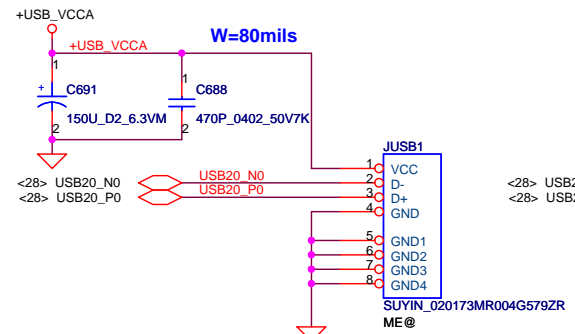 +USB_VCCA
+USB_VCCA
W=80mils
1
1
+
C691
C688
150U_D2_6.3VM
470P_0402_50V7K
2
2
JUSB1
1
VCC
<28> USB20_N0
USB20_N0
2
D-
<28> USB20_P0
USB20_P0
3
D+
4
GND
<28> USB2
<28> USB2
5
GND1
6
GND2
7
GND3
8
GND4
SUYIN_020173MR004G579ZR
ME@